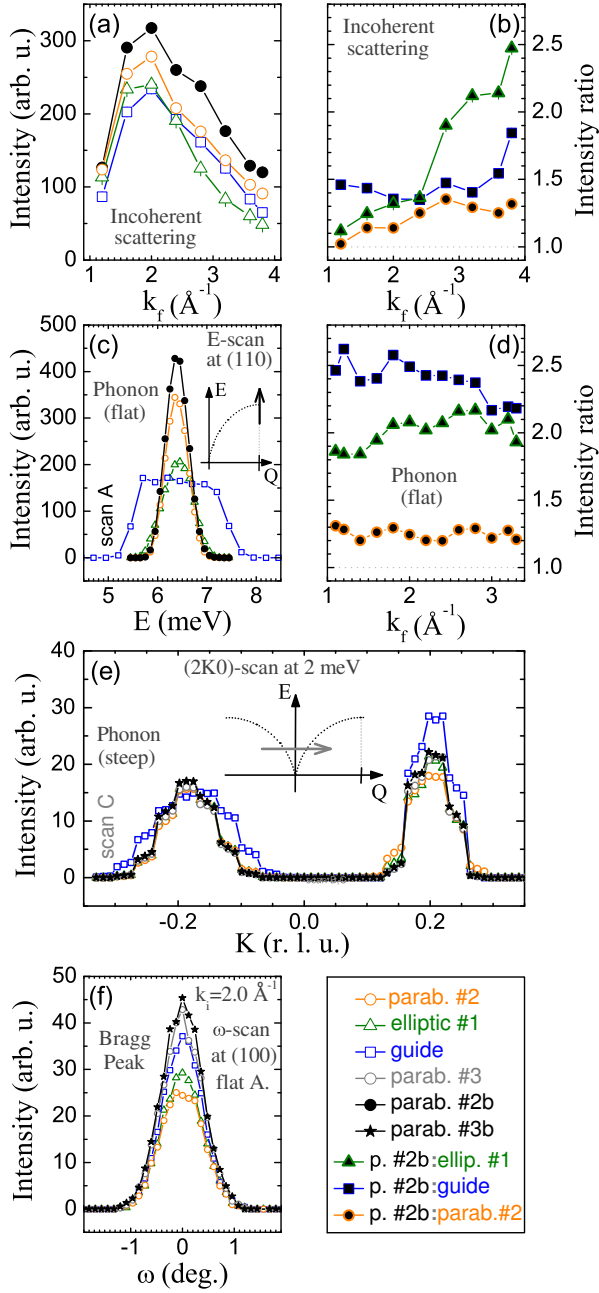 (a)
Intensity (arb. u.)
300
200
100
0
Incoherent
scattering
1 2 3 4
k_f (Å⁻¹)
(b)
Incoherent
scattering
2.5
2.0
1.5
1.0
Intensity ratio
1 2 3 4
k_f (Å⁻¹)
(c)
Intensity (arb. u.)
500
400
300
200
100
0
E-scan
at (110)
Phonon
(flat)
E
Q
scan A
5 6 7 8
E (meV)
(d)
2.5
2.0
1.5
1.0
Intensity ratio
Phonon
(flat)
1 2 3
k_f (Å⁻¹)
(e)
Intensity (arb. u.)
40
30
20
10
0
(2K0)-scan at 2 meV
E
Q
Phonon
(steep)
scan C
-0.2 0.0 0.2
K (r. l. u.)
(f)
Intensity (arb. u.)
50
40
30
20
10
0
k_i=2.0 Å⁻¹
Bragg
Peak
ω-scan
at (100)
flat A.
-1 0 1
ω (deg.)
parab. #2
elliptic #1
guide
parab. #3
parab. #2b
parab. #3b
p. #2b:ellip. #1
p. #2b:guide
p. #2b:parab.#2